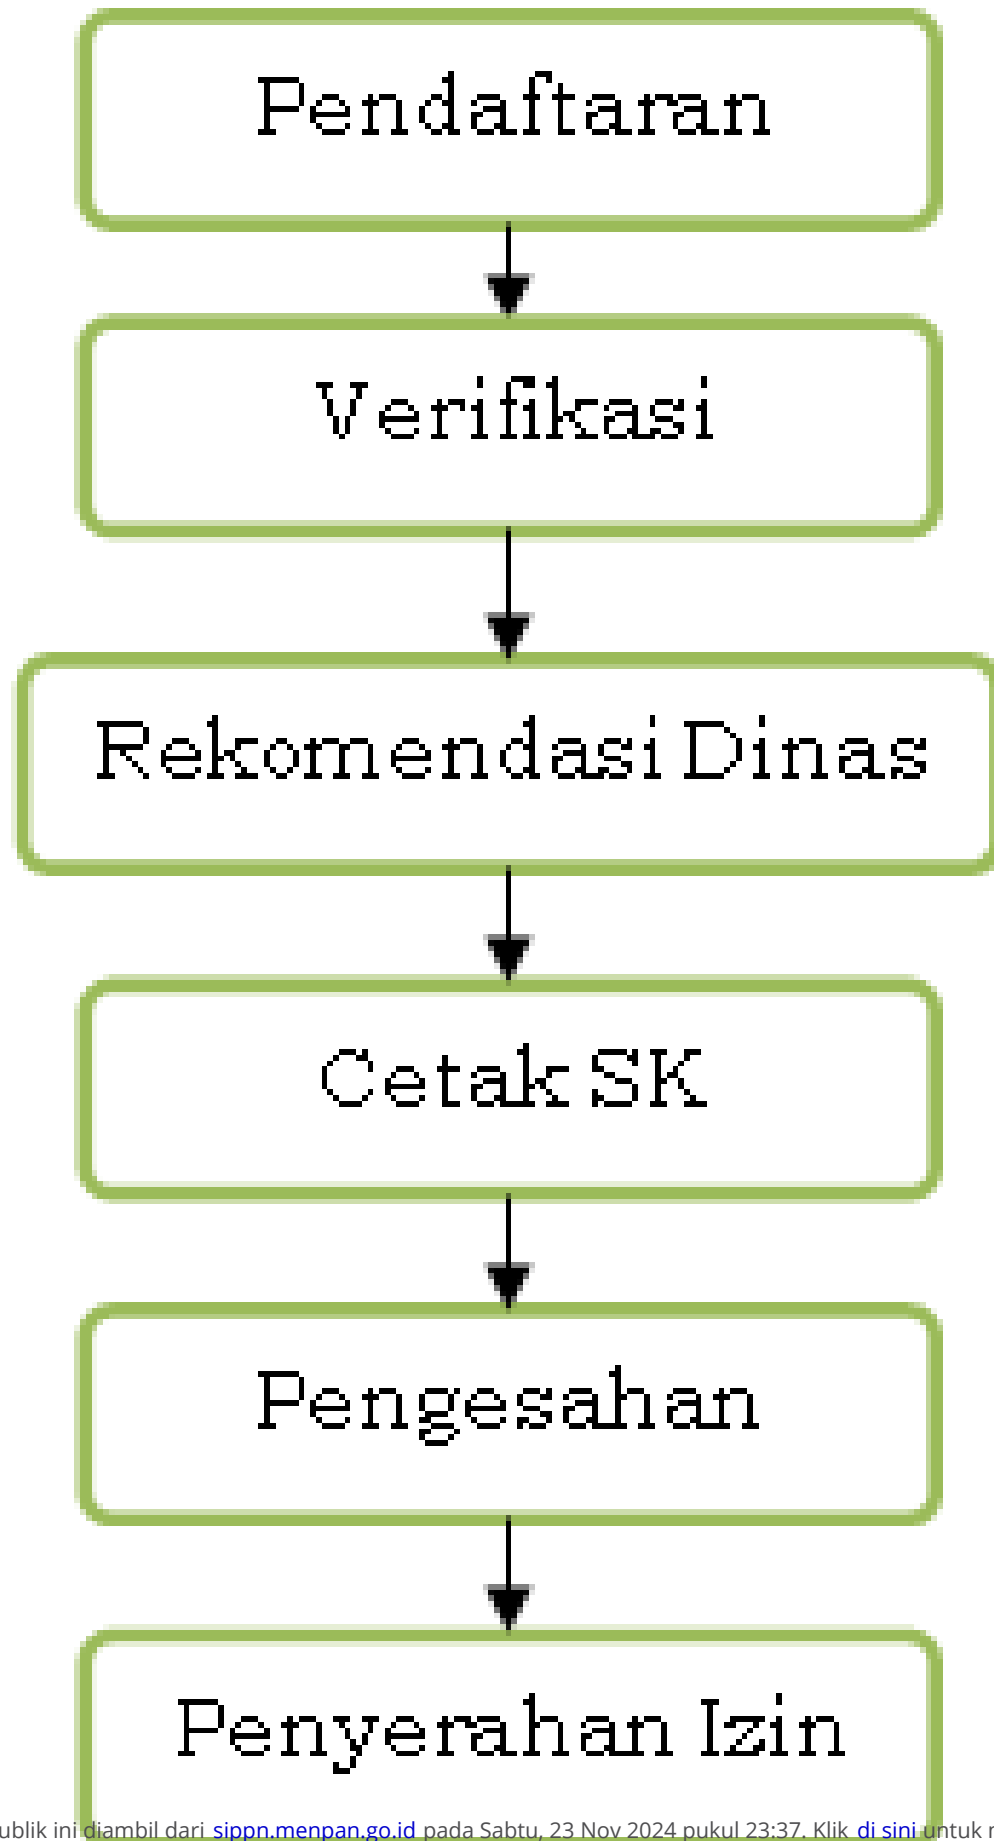 Pendaftaran
Verifikasi
Rekomendasi Dinas
Cetak SK
Pengesahan
Penyerahan Izin
ini diambil dari sippn.menpan.go.id pada Sabtu, 23 Nov 2024 pukul 23:37. Klik di sini untuk